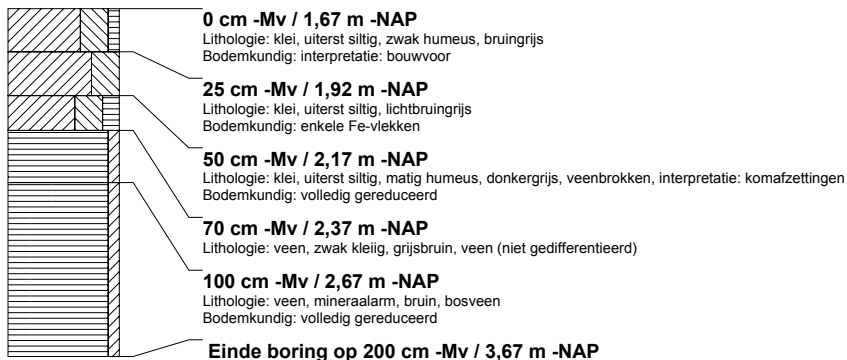 0 cm -Mv / 1,67 m -NAP
Lithologie: klei, uiterst siltig, zwak humeus, bruingrijs
Bodemkundig: interpretatie: bouwvoor
25 cm -Mv / 1,92 m -NAP
Lithologie: klei, uiterst siltig, lichtbruingrijs
Bodemkundig: enkele Fe-vlekken
50 cm -Mv / 2,17 m -NAP
Lithologie: klei, uiterst siltig, matig humeus, donkergrijs, veenbrokken, interpretatie: komafzettingen
Bodemkundig: volledig gereduceerd
70 cm -Mv / 2,37 m -NAP
Lithologie: veen, zwak kleiig, grijsbruin, veen (niet gedifferentieerd)
100 cm -Mv / 2,67 m -NAP
Lithologie: veen, mineraalarm, bruin, bosveen
Bodemkundig: volledig gereduceerd
Einde boring op 200 cm -Mv / 3,67 m -NAP